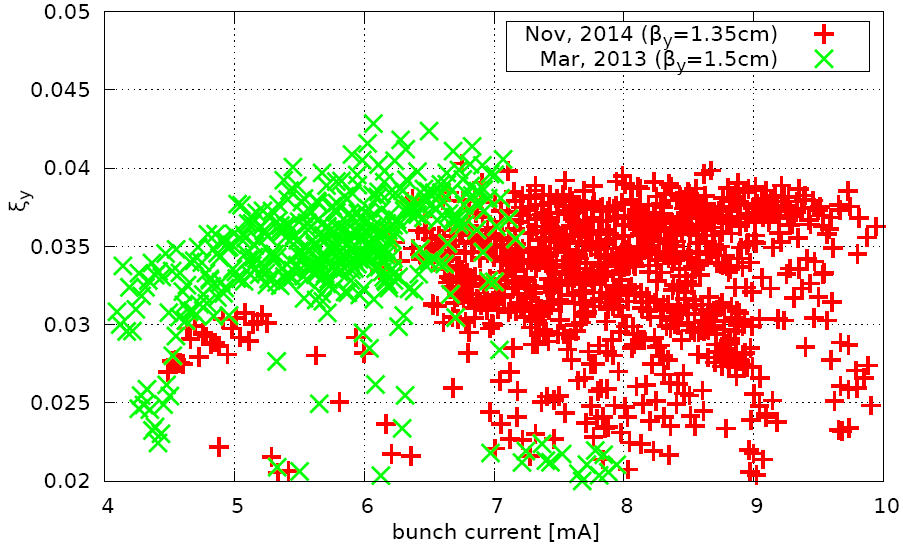 0.05
0.045
0.04
0.035
0.03
0.025
0.02
ξy
Nov, 2014 (βy=1.35cm)
Mar, 2013 (βy=1.5cm)
4 5 6 7 8 9 10
bunch current [mA]